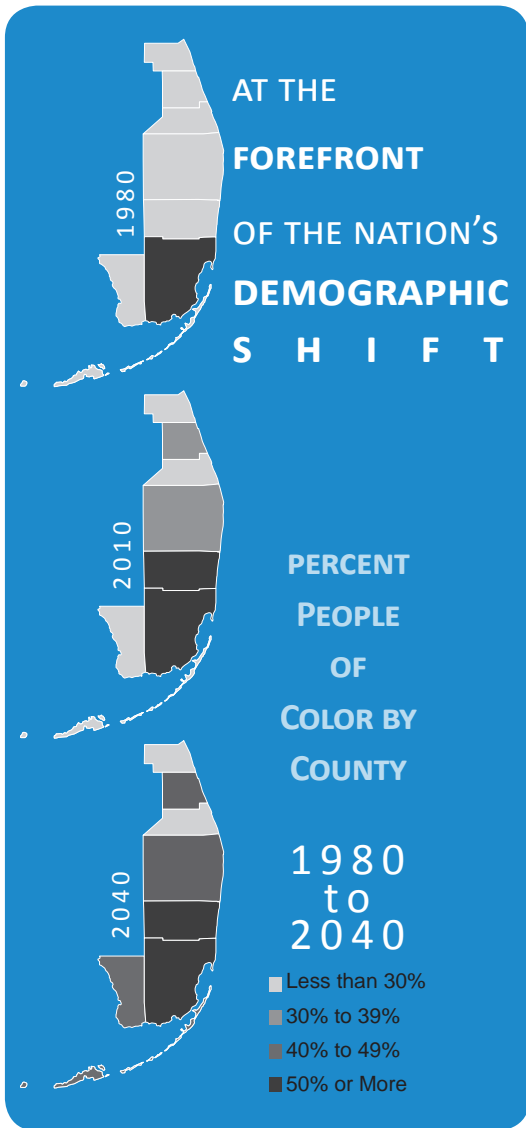 AT THE
FOREFRONT
OF THE NATION'S
DEMOGRAPHIC
S H I F T
1980
2010
PERCENT
PEOPLE
OF
COLOR BY
COUNTY
2040
1980
to
2040
Less than 30%
30% to 39%
40% to 49%
50% or More